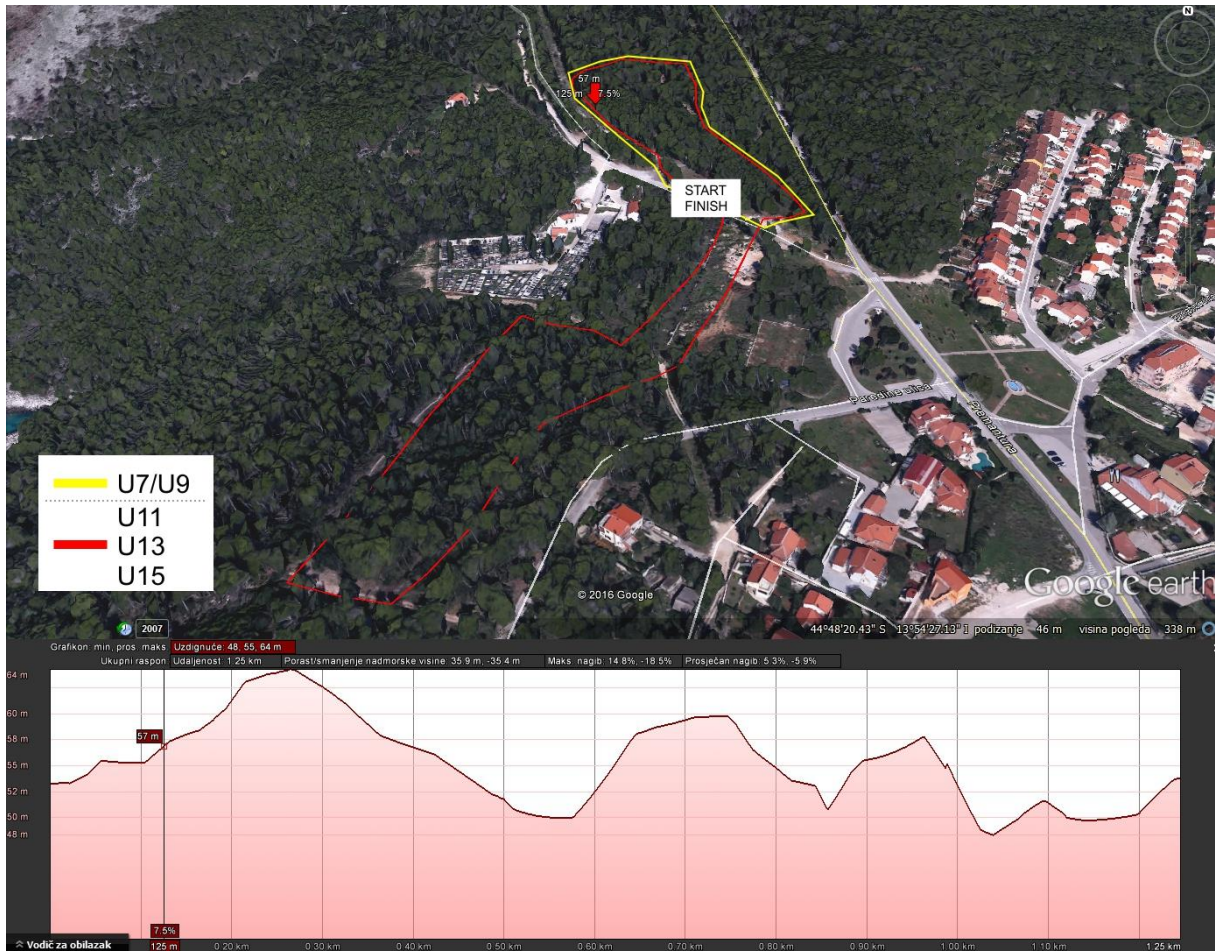 N
57 m
125 m 7.5%
START
FINISH
Parodine ulica
Premantura
U7/U9
U11
U13
U15
© 2016 Google
Google earth
2007
44°48'20.43" S 13°54'27.13" I podizanje 46 m visina pogleda 338 m
Grafikon min, pros maks Uzdignuće: 48, 55, 64 m
Ukupni raspon Udaljenost: 1.25 km Porast/smanjenje nadmorske visine: 35.9 m, -35.4 m Maks. nagib: 14.8%, -18.5% Prosječan nagib: 5.3%, -5.9%
64 m
60 m
58 m
57 m
55 m
52 m
50 m
48 m
7.5%
Vodič za obilazak 125 m 0.20 km 0.30 km 0.40 km 0.50 km 0.60 km 0.70 km 0.80 km 0.90 km 1.00 km 1.10 km 1.25 km